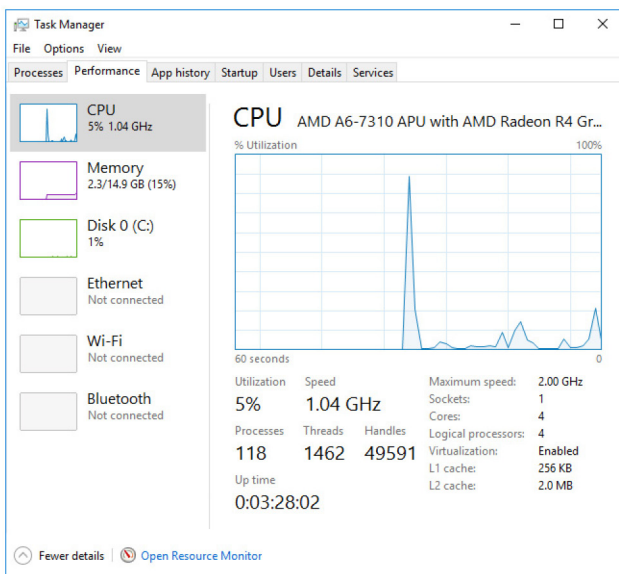 Task Manager
File Options View
Processes Performance App history Startup Users Details Services
CPU
5% 1.04 GHz
Memory
2.3/14.9 GB (15%)
Disk 0 (C:)
1%
Ethernet
Not connected
Wi-Fi
Not connected
Bluetooth
Not connected
CPU AMD A6-7310 APU with AMD Radeon R4 Gr...
% Utilization 100%
60 seconds 0
Utilization Speed
5% 1.04 GHz
Processes Threads Handles
118 1462 49591
Up time
0:03:28:02
Maximum speed: 2.00 GHz
Sockets: 1
Cores: 4
Logical processors: 4
Virtualization: Enabled
L1 cache: 256 KB
L2 cache: 2.0 MB
Fewer details Open Resource Monitor